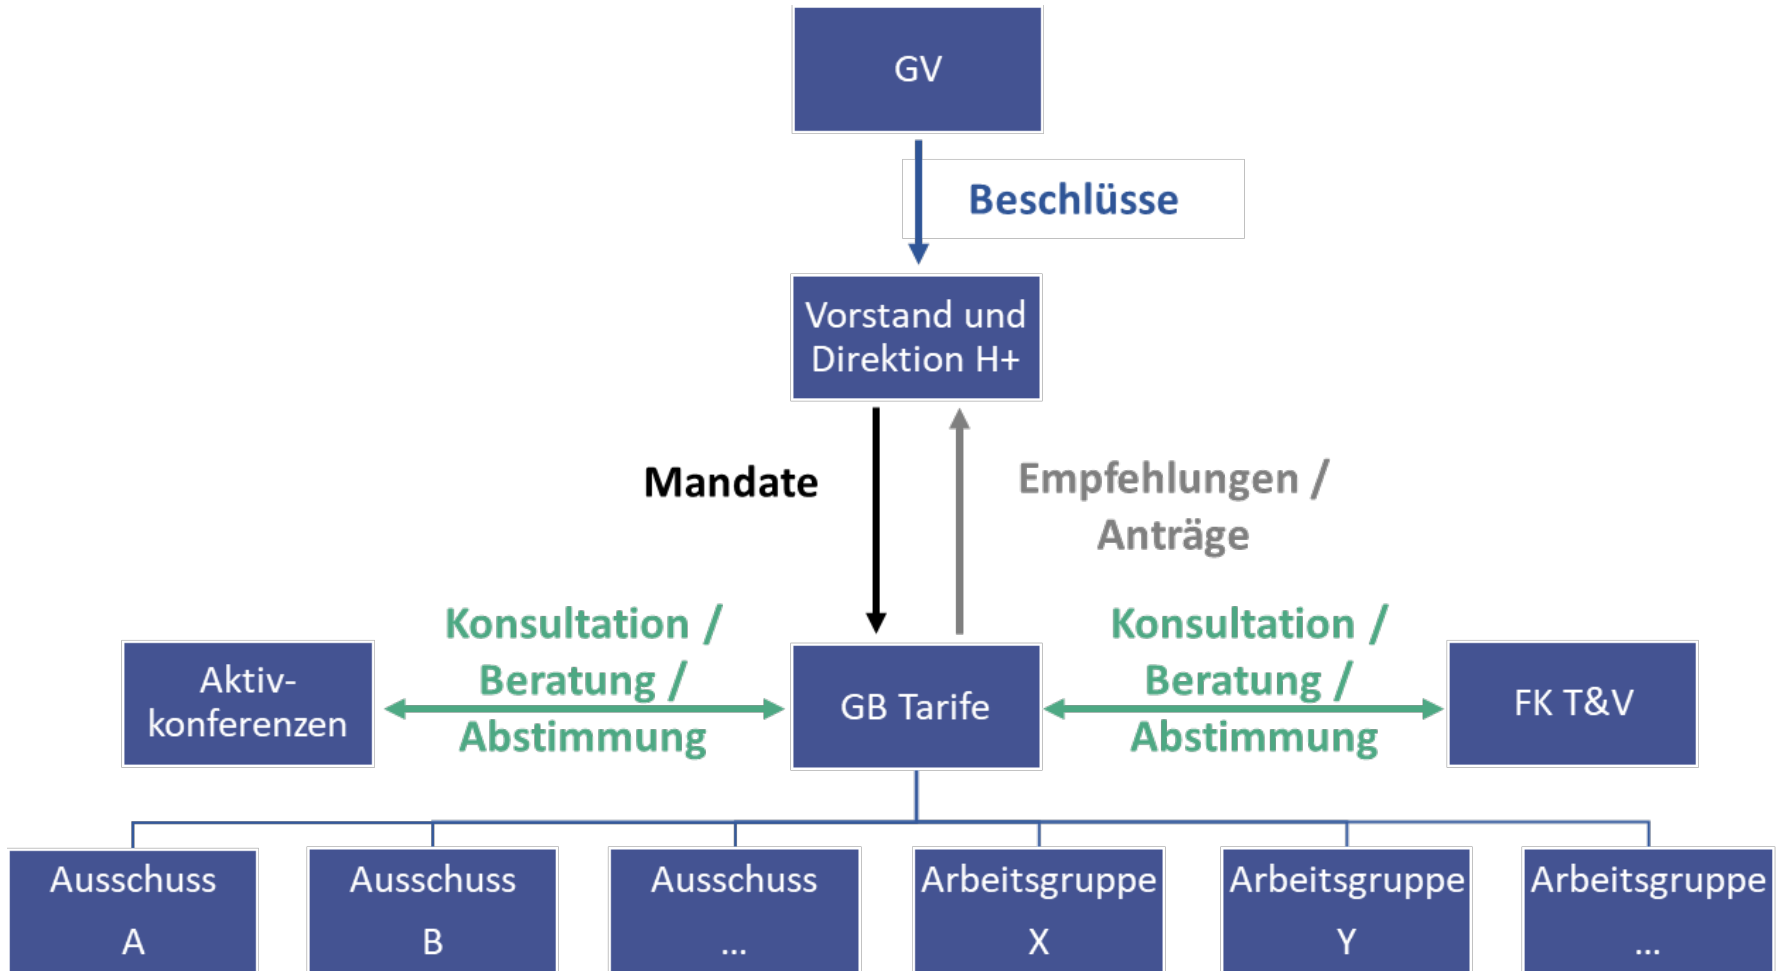 GV
Beschlüsse
Vorstand und
Direktion H+
Mandate
Empfehlungen /
Anträge
Konsultation /
Beratung /
Abstimmung
Konsultation /
Beratung /
Abstimmung
Aktiv-
konferenzen
GB Tarife
FK T&V
Ausschuss
A
Ausschuss
B
Ausschuss
...
Arbeitsgruppe
X
Arbeitsgruppe
Y
Arbeitsgruppe
...